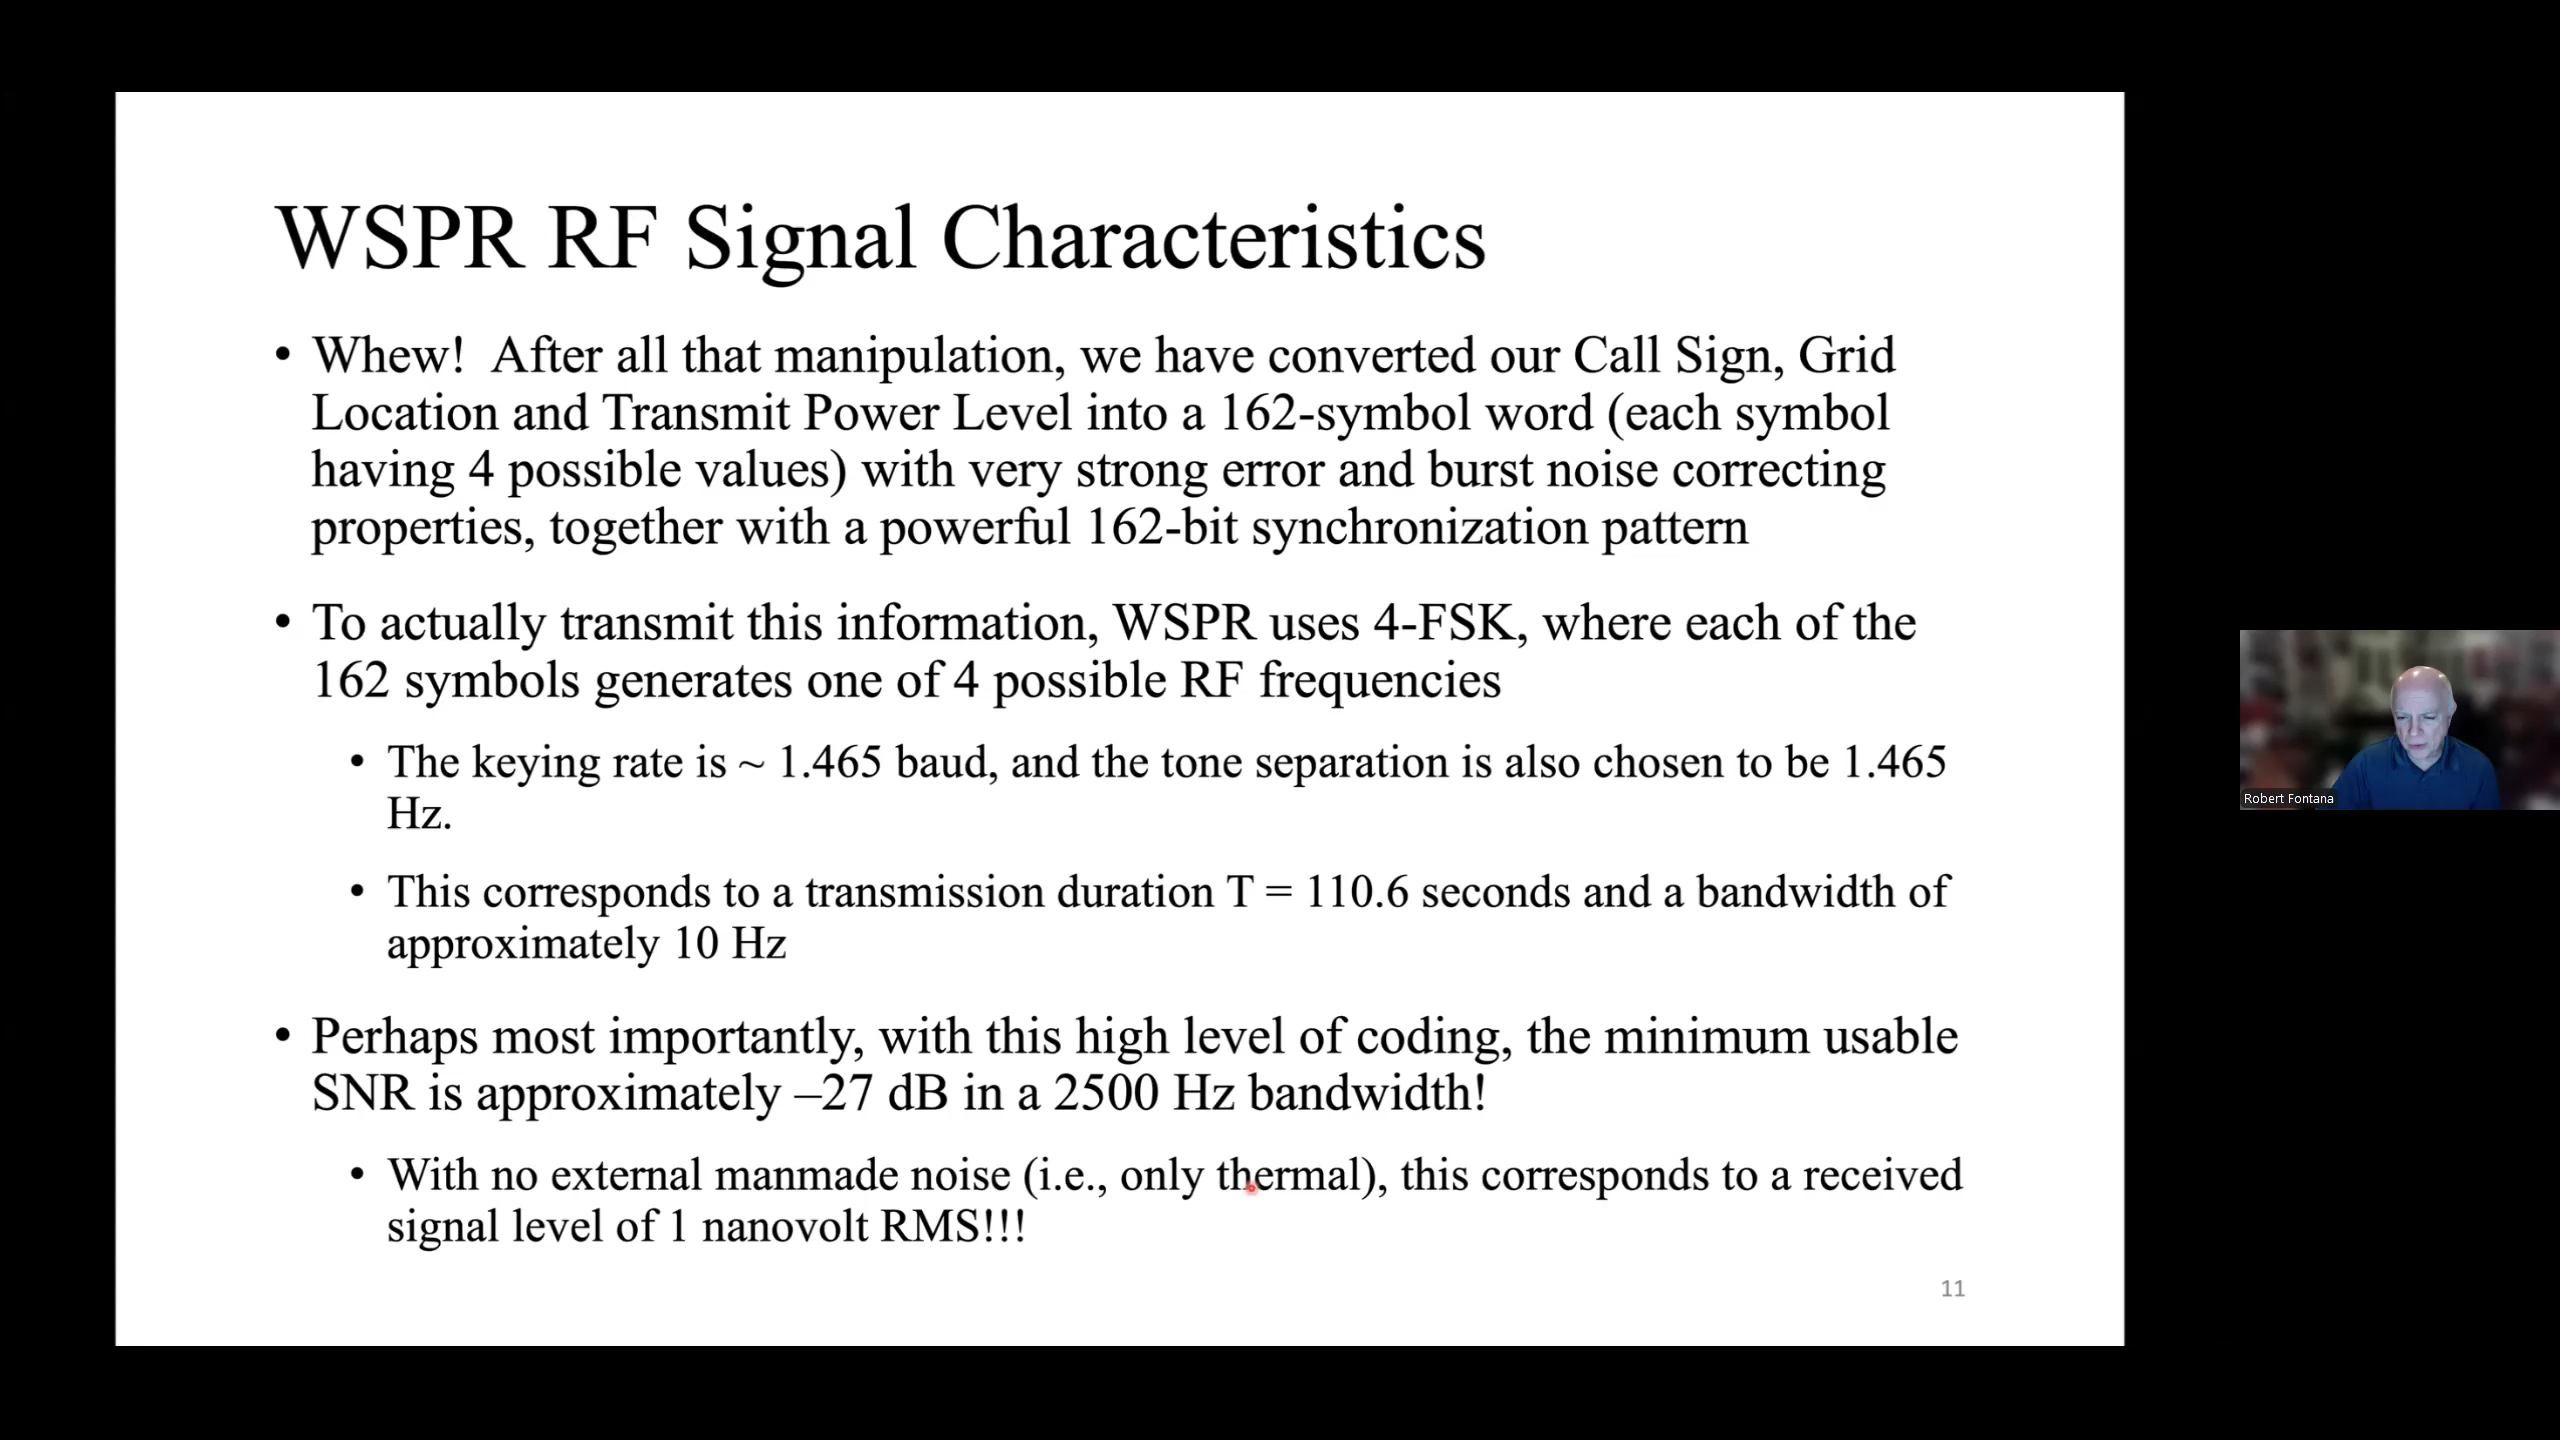 WSPR RF Signal Characteristics
• Whew!  After all that manipulation, we have converted our Call Sign, Grid
Location and Transmit Power Level into a 162-symbol word (each symbol
having 4 possible values) with very strong error and burst noise correcting
properties, together with a powerful 162-bit synchronization pattern
• To actually transmit this information, WSPR uses 4-FSK, where each of the
162 symbols generates one of 4 possible RF frequencies
• The keying rate is ~ 1.465 baud, and the tone separation is also chosen to be 1.465
Hz.
• This corresponds to a transmission duration T = 110.6 seconds and a bandwidth of
approximately 10 Hz
• Perhaps most importantly, with this high level of coding, the minimum usable
SNR is approximately –27 dB in a 2500 Hz bandwidth!
• With no external manmade noise (i.e., only thermal), this corresponds to a received
signal level of 1 nanovolt RMS!!!
11
Robert Fontana